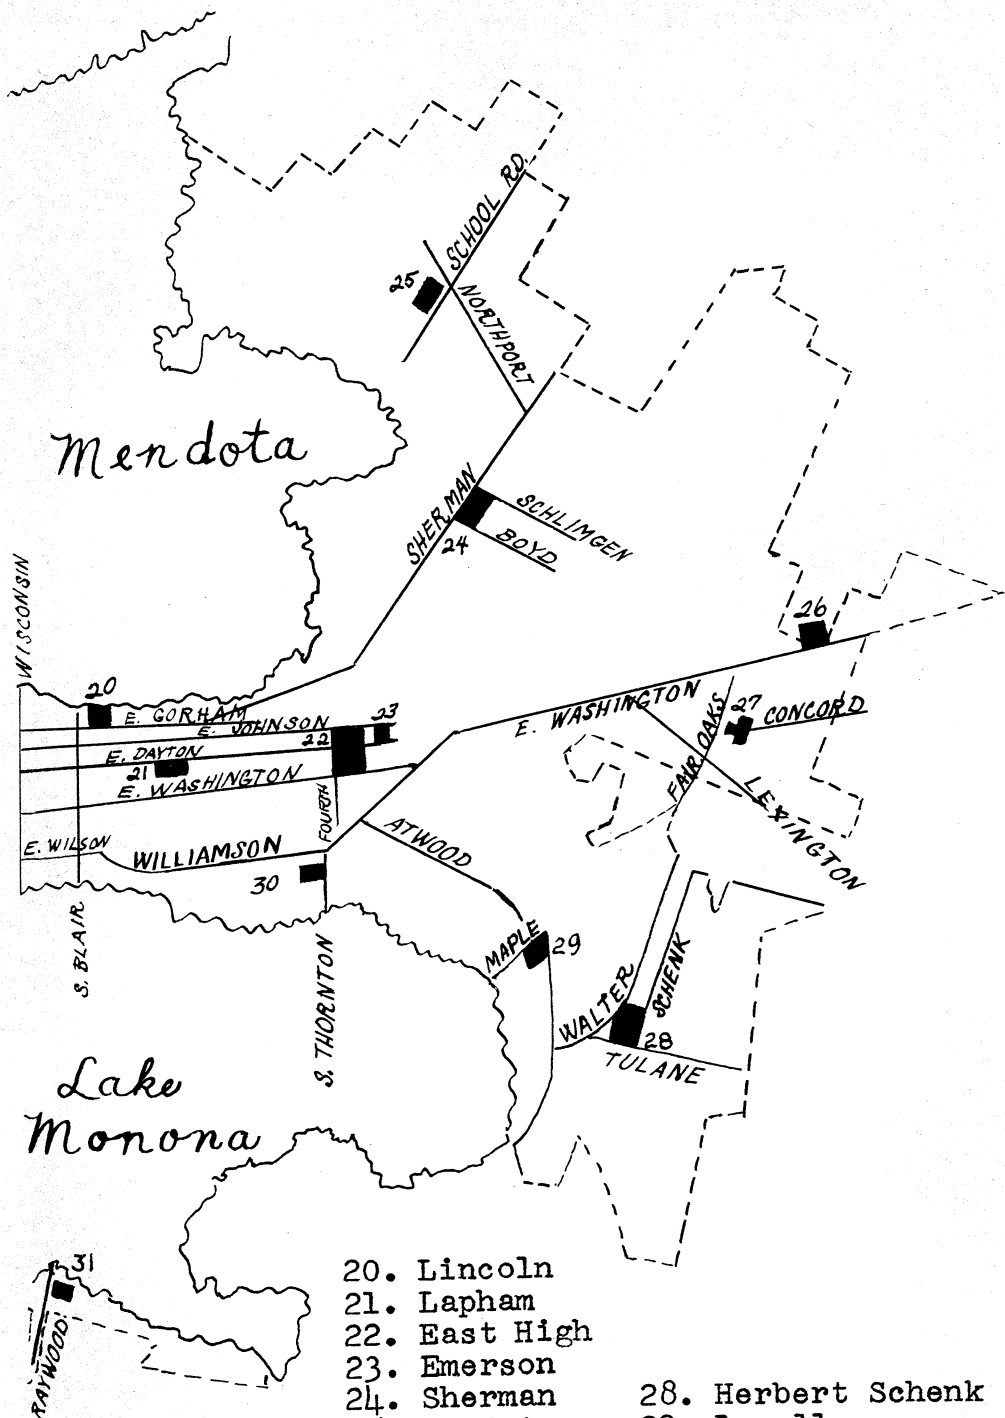 SCHOOL RD.
25
NORTHPORT
Mendota
SHERMAN
SCHLIMGEN
24
BOYD
WISCONSIN
26
20
E. GORHAM
E. JOHNSON
23
22
E. WASHINGTON
FAIR OAKS
27
CONCORD
E. DAYTON
21
E. WASHINGTON
FOURTH
LEXINGTON
E. WILSON
WILLIAMSON
ATWOOD
30
S. BLAIR
S. THORNTON
MAPLE
29
WALTER
SCHENK
28
TULANE
Lake
Monona
31
RAYWOOD
20. Lincoln
21. Lapham
22. East High
23. Emerson
24. Sherman
28. Herbert Schenk